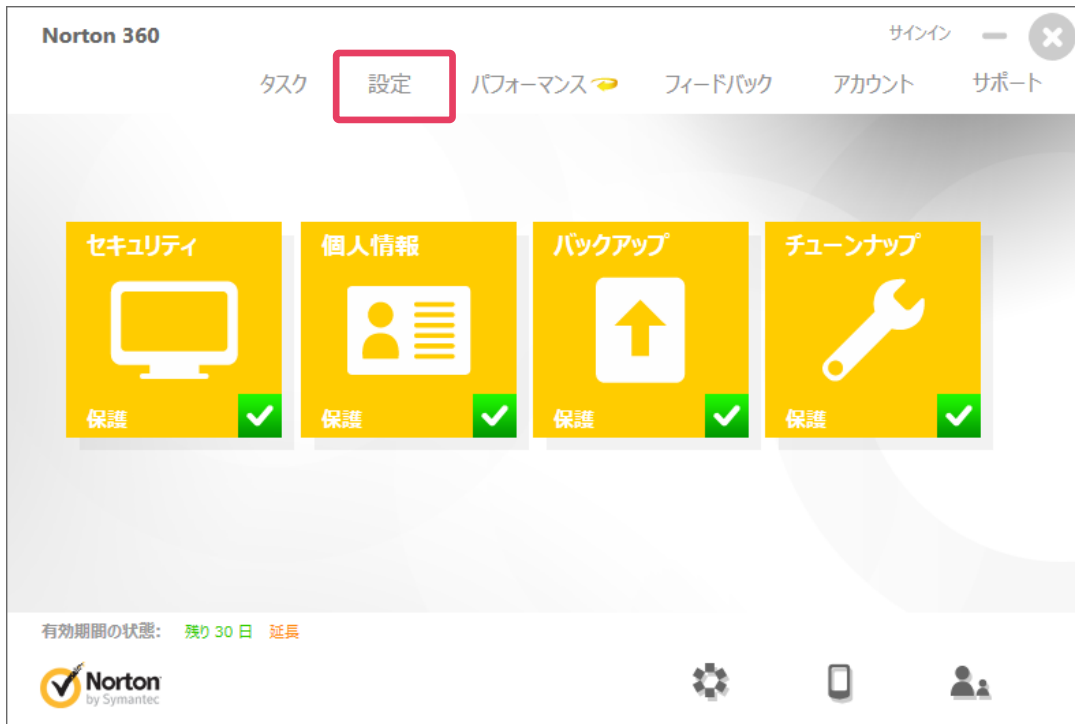 Norton 360
サインイン
タスク 設定 パフォーマンス フィードバック アカウント サポート
セキュリティ 個人情報 バックアップ チューンナップ
保護 保護 保護 保護
有効期間の状態: 残り 30 日 延長
Norton
by Symantec